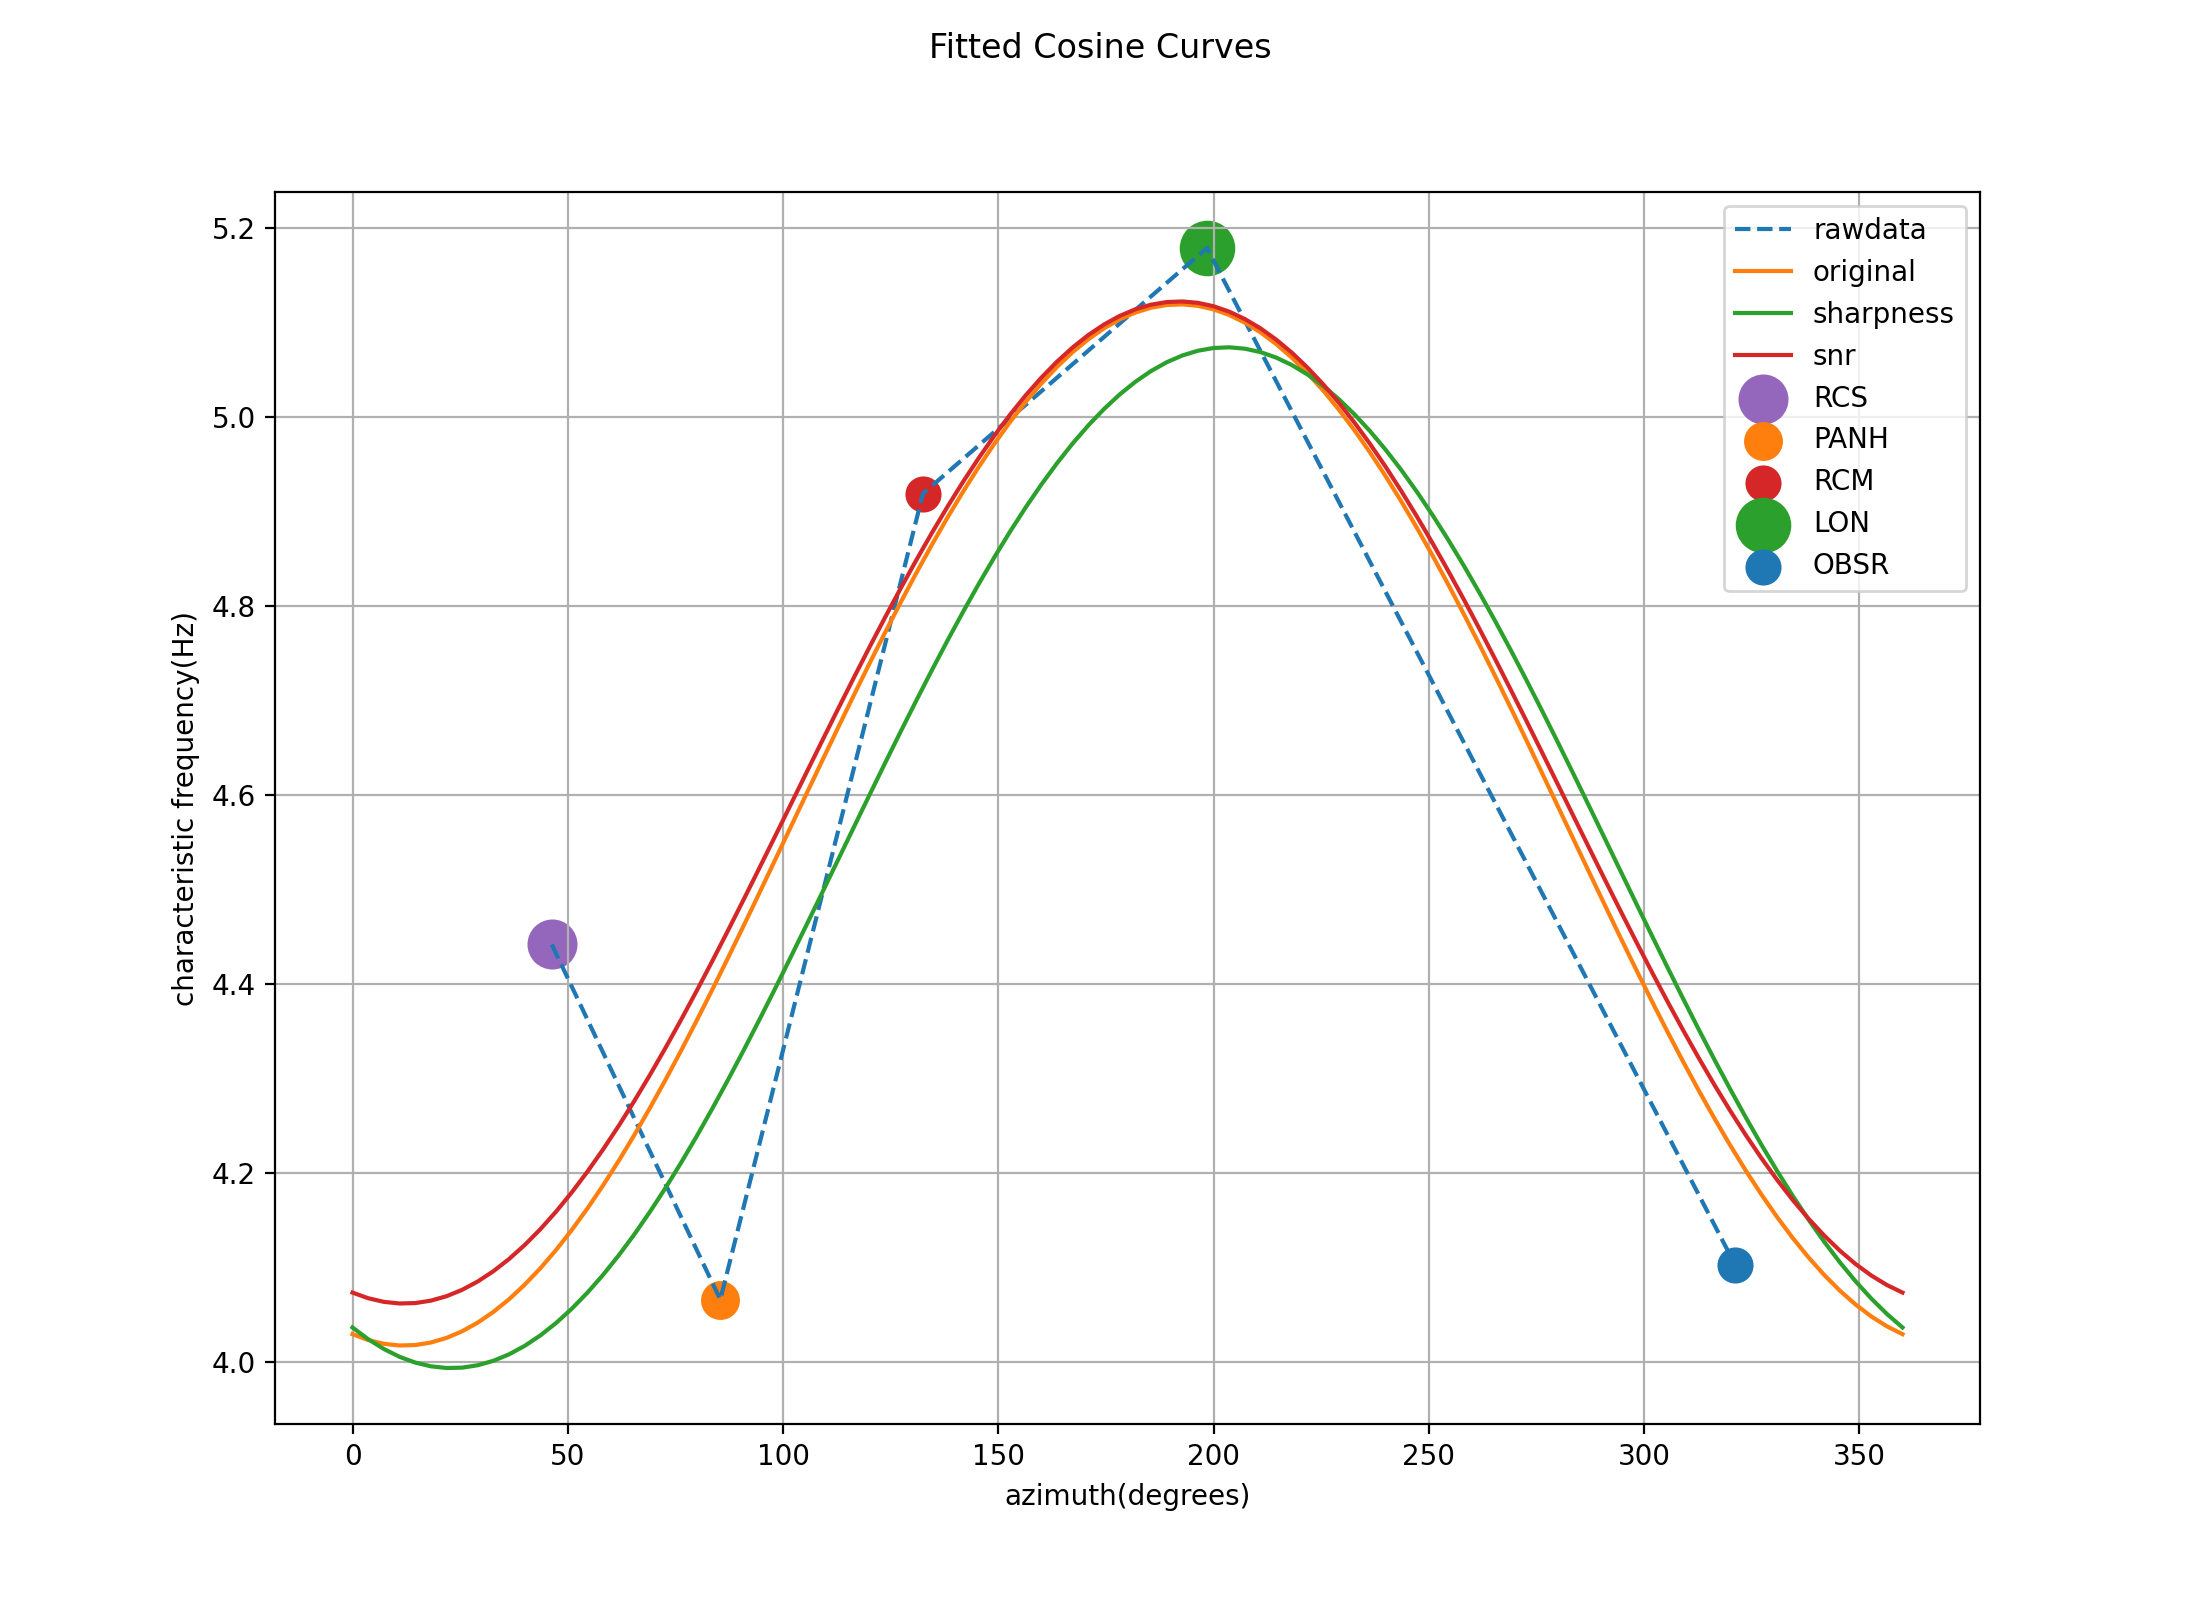 Fitted Cosine Curves
rawdata
original
sharpness
snr
RCS
PANH
RCM
LON
OBSR
characteristic frequency(Hz)
5.2
5.0
4.8
4.6
4.4
4.2
4.0
0 50 100 150 200 250 300 350
azimuth(degrees)